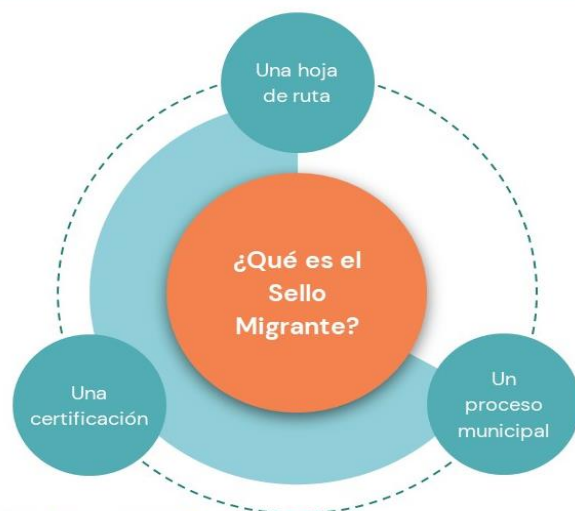 Una hoja
de ruta
¿Qué es el
Sello
Migrante?
Una
certificación
Un
proceso
municipal